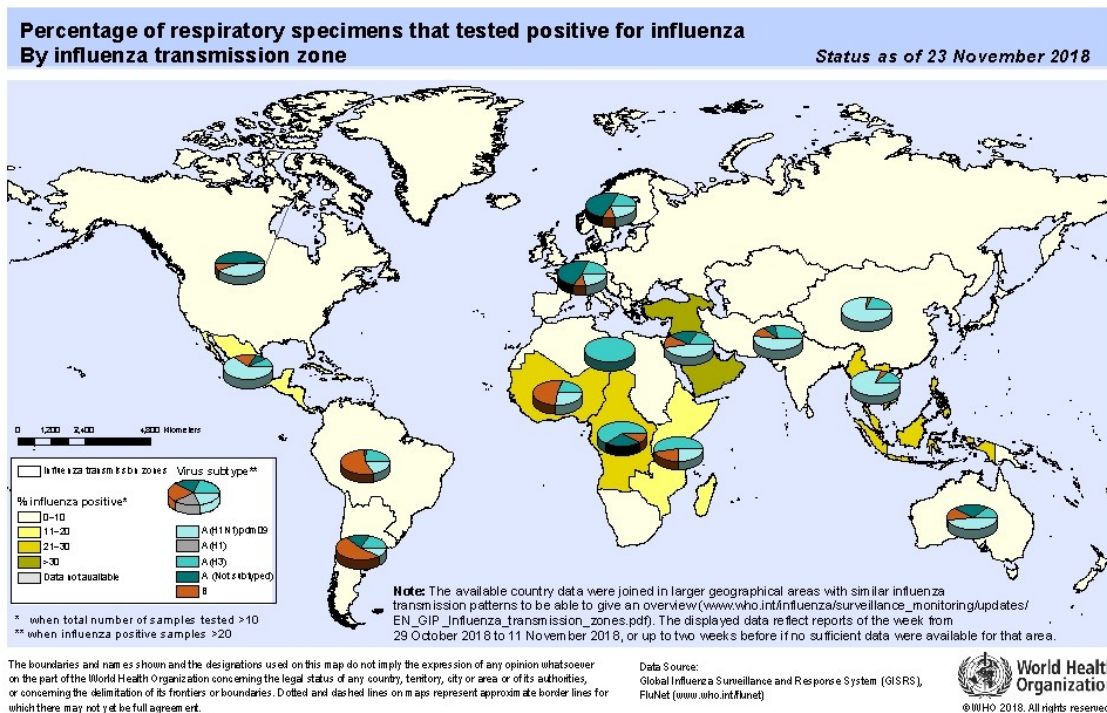 Percentage of respiratory specimens that tested positive for influenza
By influenza transmission zone
Status as of 23 November 2018
0 1,200 2,400 4,800 Kilometers
Influenza transmission zones
% influenza positive*
0-10
11-20
21-30
>30
Data not available
Virus subtype**
A(H1N1)pdm09
A(H1)
A(H3)
A (Not subtyped)
B
* when total number of samples tested >10
** when influenza positive samples >20
Note: The available country data were joined in larger geographical areas with similar influenza
transmission patterns to be able to give an overview (www.who.int/influenza/surveillance_monitoring/updates/
EN_GIP_Influenza_transmission_zones.pdf). The displayed data reflect reports of the week from
29 October 2018 to 11 November 2018, or up to two weeks before if no sufficient data were available for that area.
The boundaries and names shown and the designations used on this map do not imply the expression of any opinion whatsoever
on the part of the World Health Organization concerning the legal status of any country, territory, city or area or of its authorities,
or concerning the delimitation of its frontiers or boundaries. Dotted and dashed lines on maps represent approximate border lines for
which there may not yet be full agreement.
Data Source:
Global Influenza Surveillance and Response System (GISRS),
FluNet (www.who.int/flunet)
World Health
Organization
©WHO 2018. All rights reserved